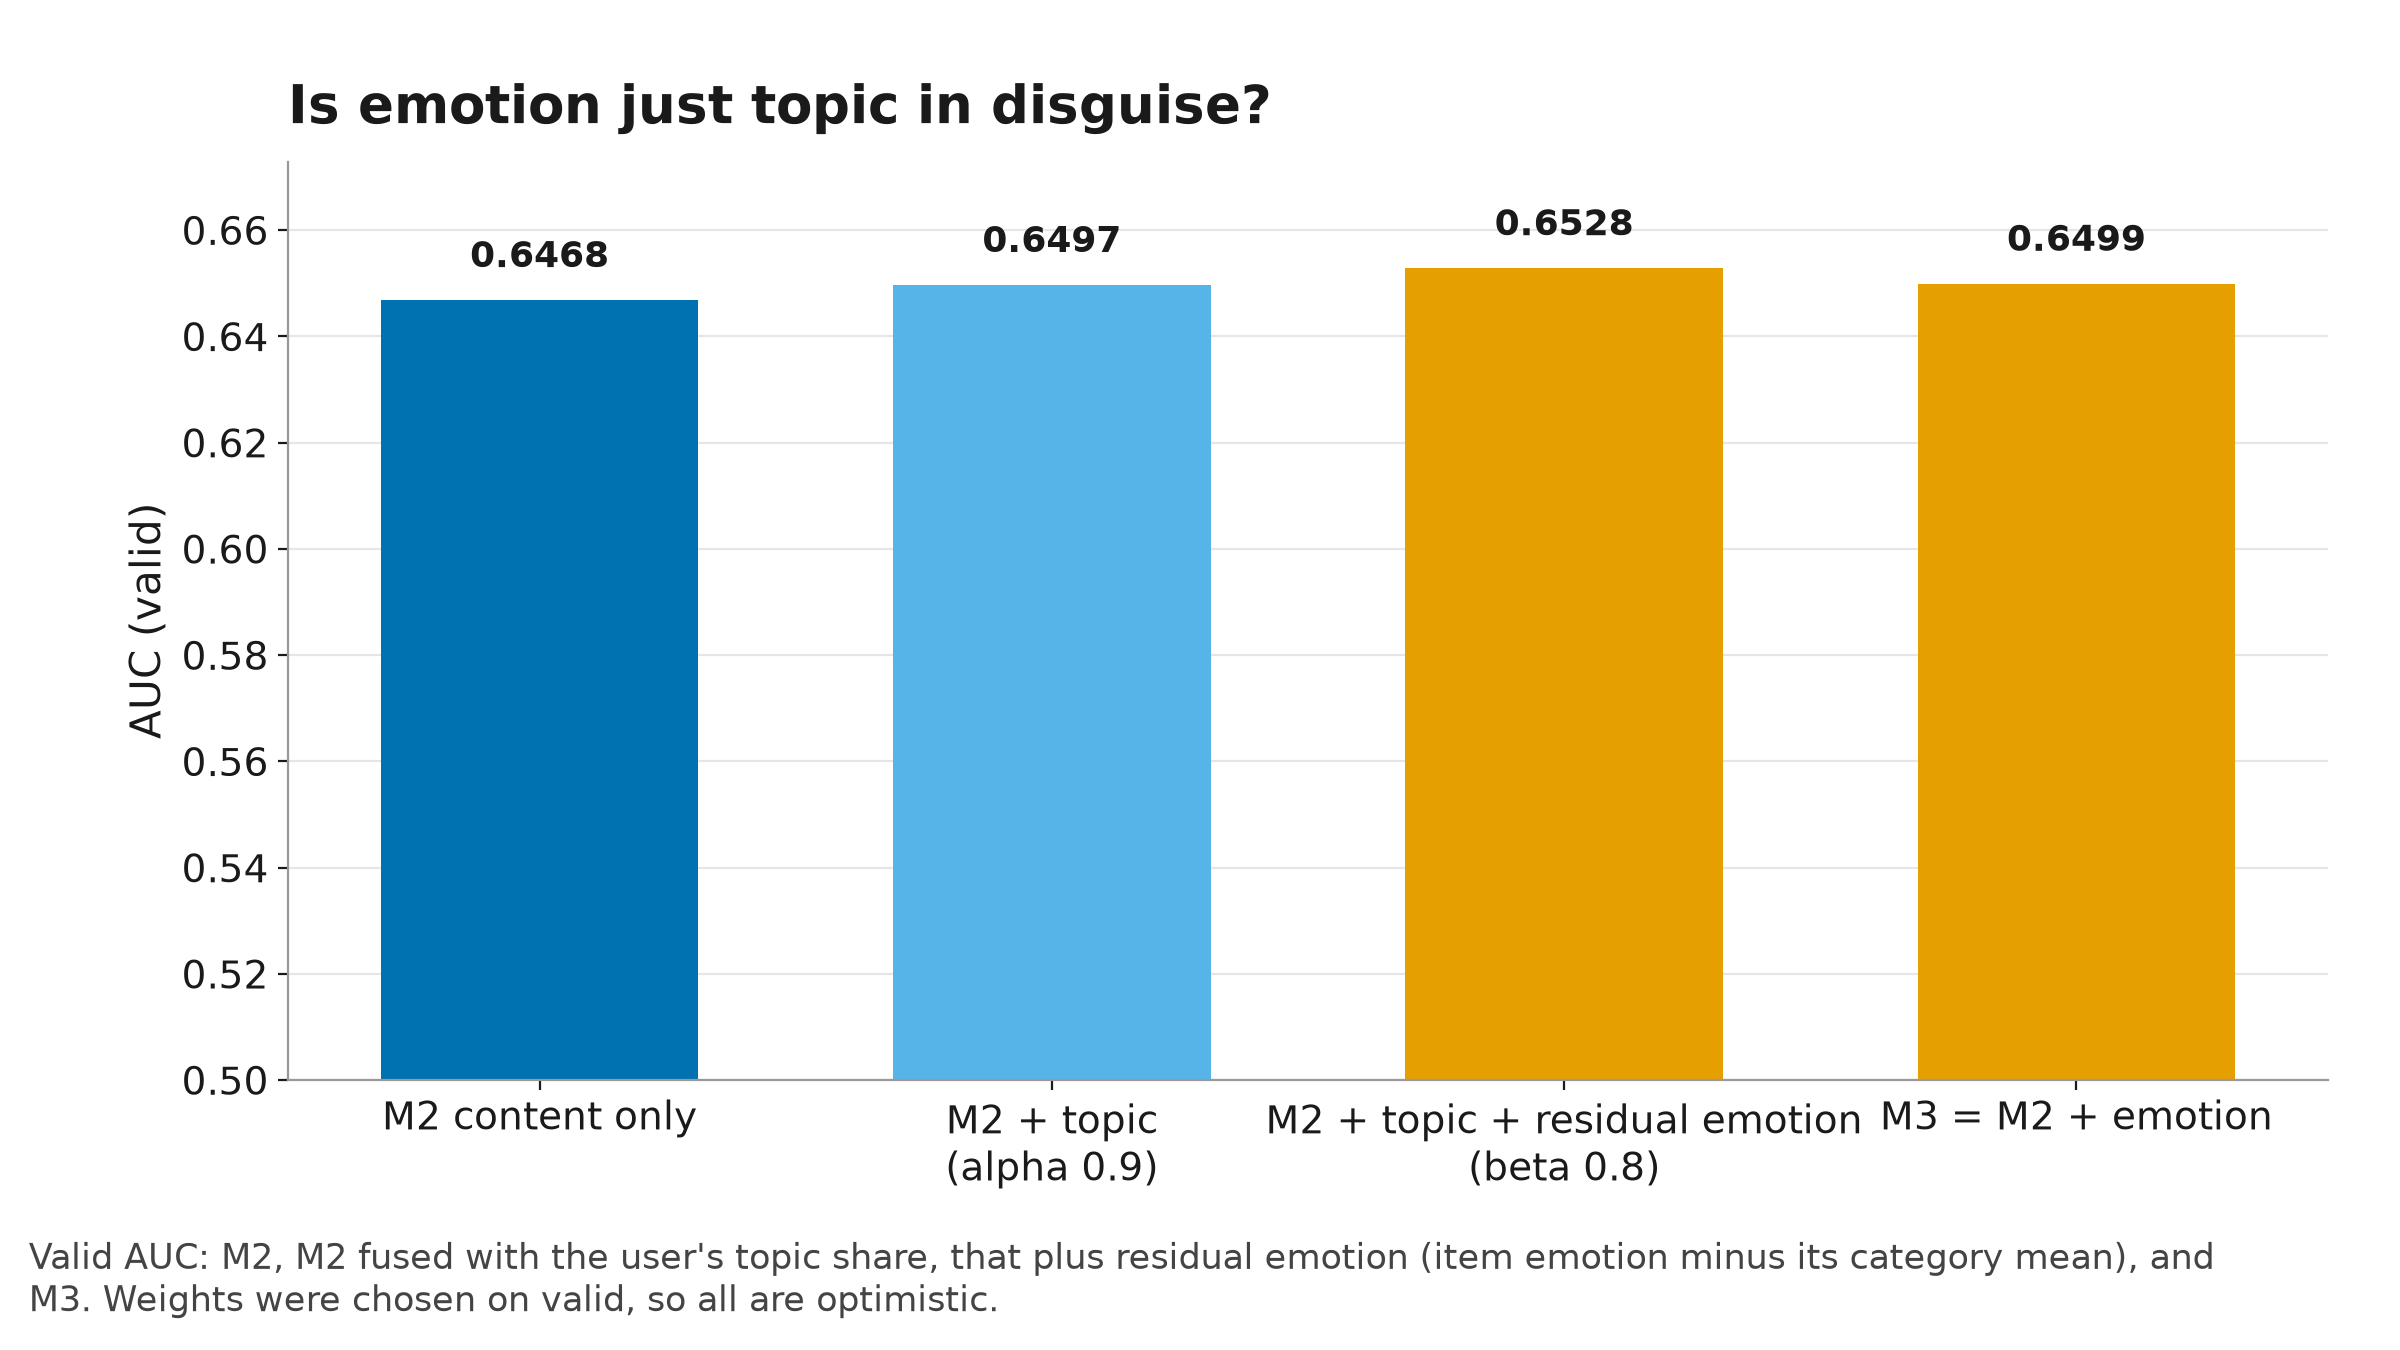 Is emotion just topic in disguise?
AUC (valid)
0.66
0.64
0.62
0.60
0.58
0.56
0.54
0.52
0.50
0.6468
0.6497
0.6528
0.6499
M2 content only
M2 + topic
(alpha 0.9)
M2 + topic + residual emotion
(beta 0.8)
M3 = M2 + emotion
Valid AUC: M2, M2 fused with the user's topic share, that plus residual emotion (item emotion minus its category mean), and
M3. Weights were chosen on valid, so all are optimistic.